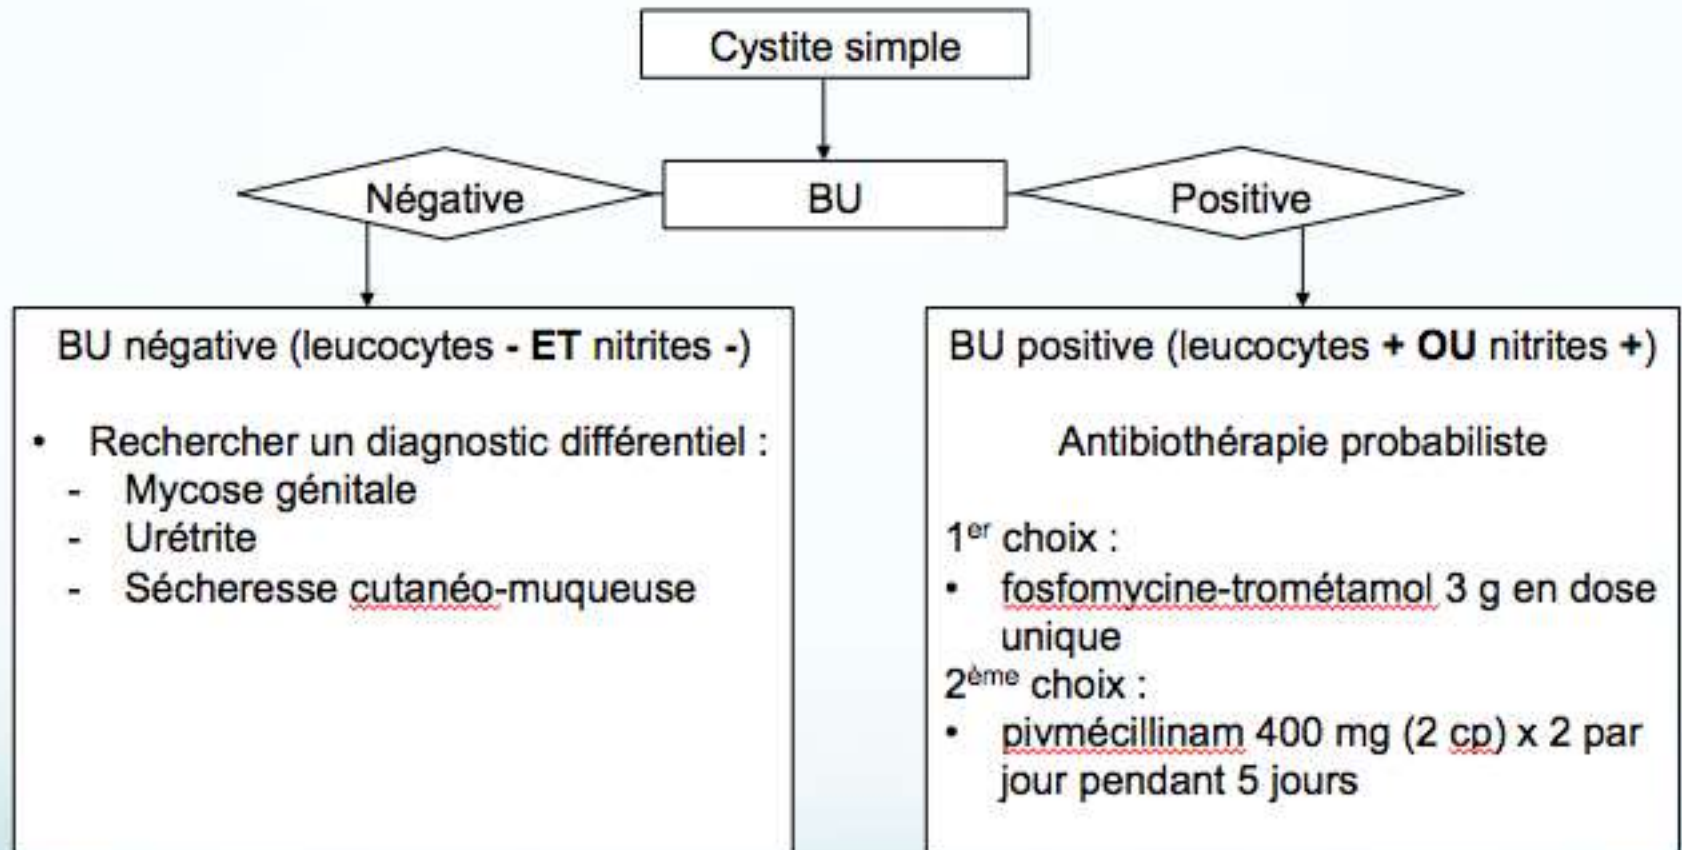 Cystite simple
Négative
BU
Positive
BU négative (leucocytes - ET nitrites -)
• Rechercher un diagnostic différentiel :
- Mycose génitale
- Urétrite
- Sécheresse cutanéo-muqueuse
BU positive (leucocytes + OU nitrites +)
Antibiothérapie probabiliste
1er choix :
• fosfomycine-trométamol 3 g en dose
unique
2ème choix :
• pivmécillinam 400 mg (2 cp) x 2 par
jour pendant 5 jours